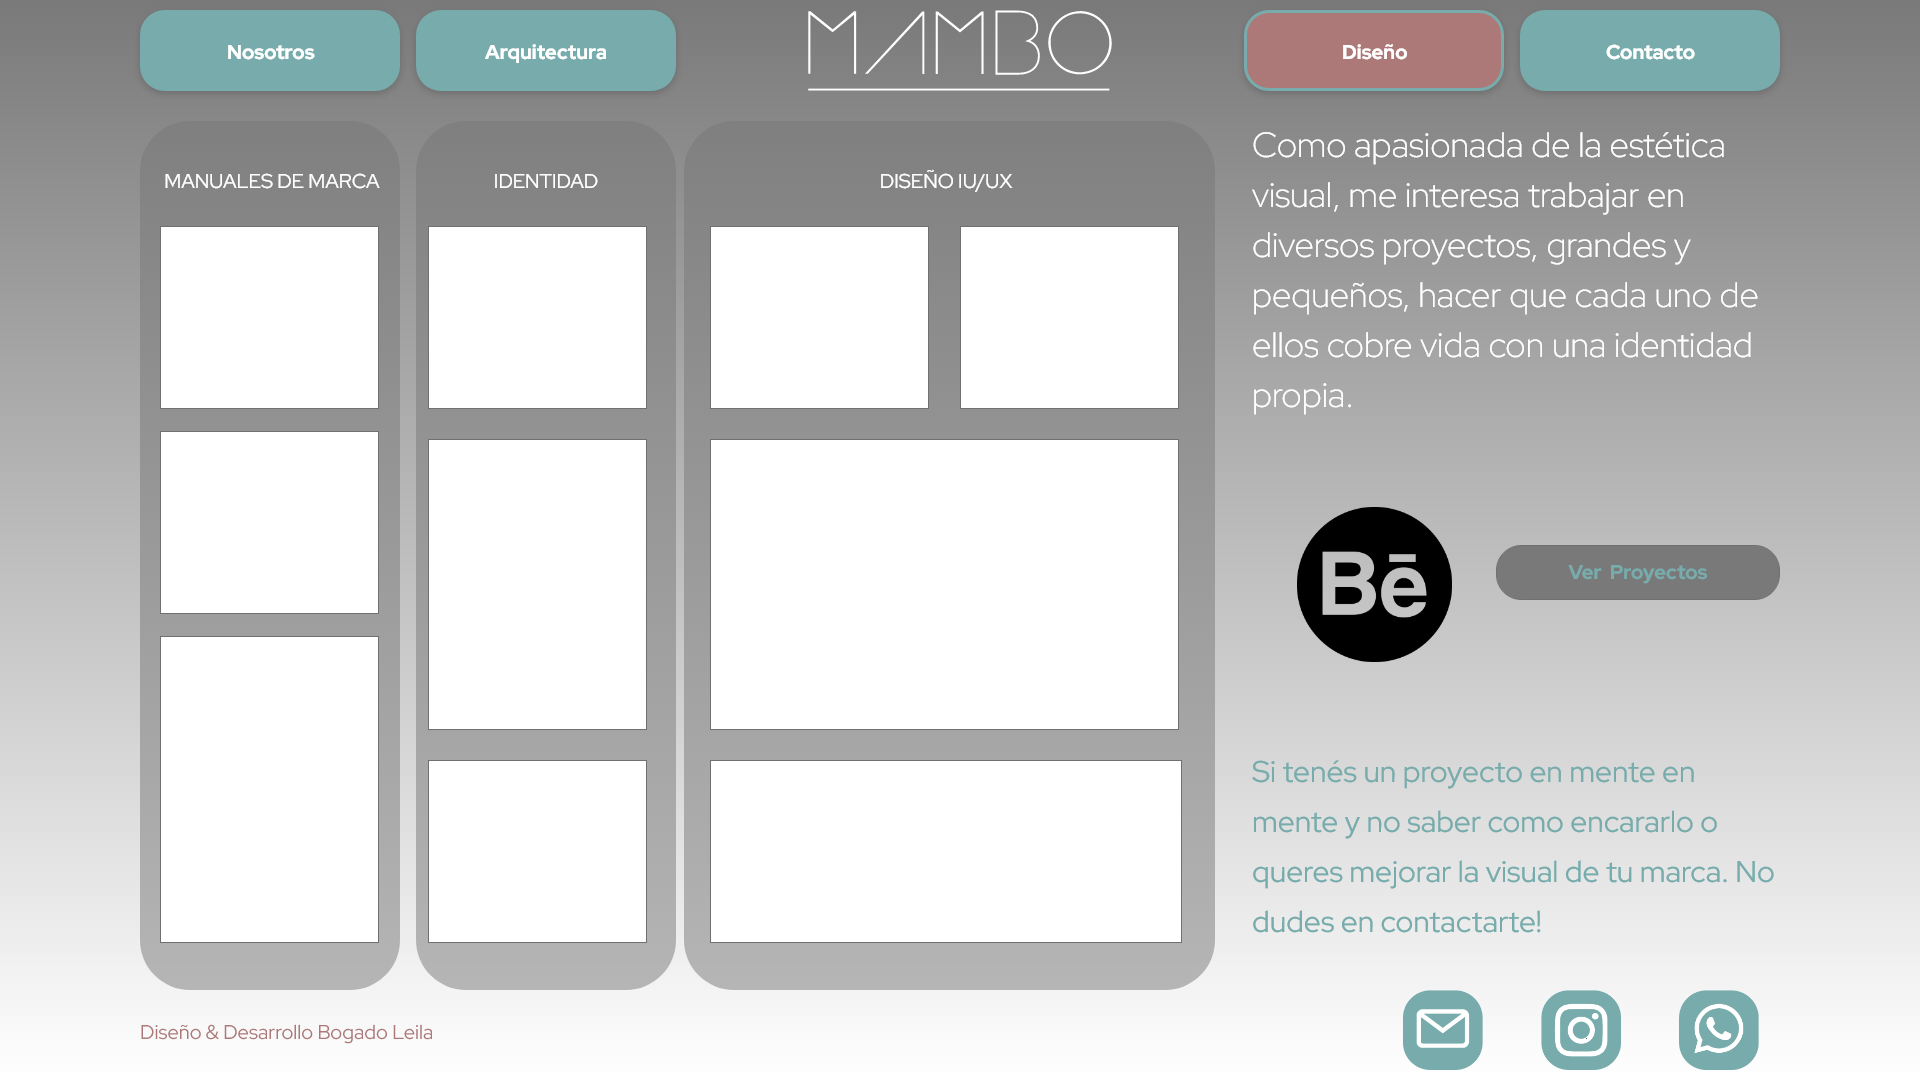 Nosotros
Arquitectura
MAMBO
Diseño
Contacto
MANUALES DE MARCA
IDENTIDAD
DISEÑO IU/UX
Como apasionada de la estética
visual, me interesa trabajar en
diversos proyectos, grandes y
pequeños, hacer que cada uno de
ellos cobre vida con una identidad
propia.
Bē
Ver Proyectos
Si tenés un proyecto en mente en
mente y no saber como encararlo o
queres mejorar la visual de tu marca. No
dudes en contactarte!
Diseño & Desarrollo Bogado Leila